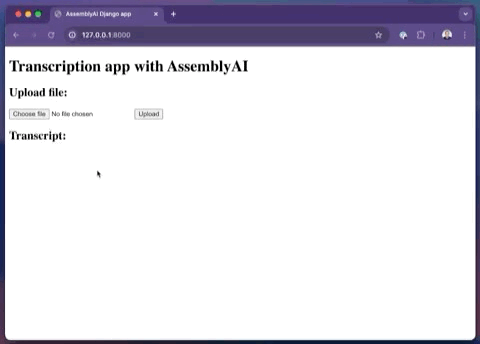 AssemblyAI Django app
127.0.0.1:8000
Transcription app with AssemblyAI
Upload file:
Choose file No file chosen Upload
Transcript: